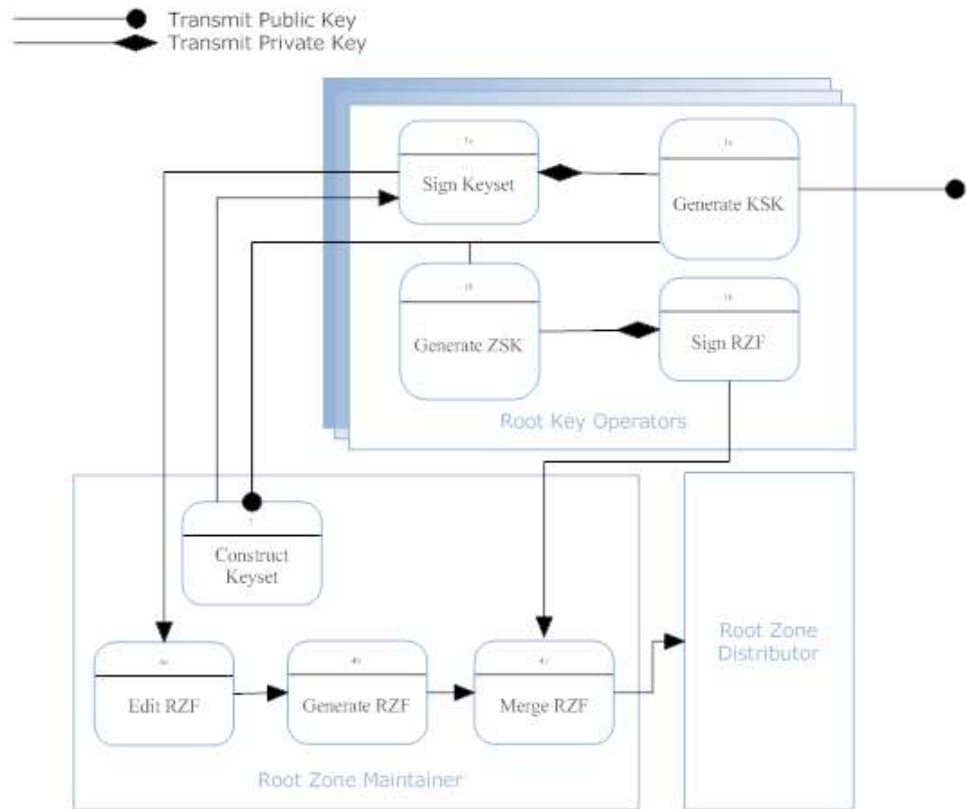 Transmit Public Key
Transmit Private Key
Sign Keyset
Generate KSK
Generate ZSK
Sign RZF
Root Key Operators
Construct
Keyset
Root Zone
Distributor
Edit RZF
Generate RZF
Merge RZF
Root Zone Maintainer